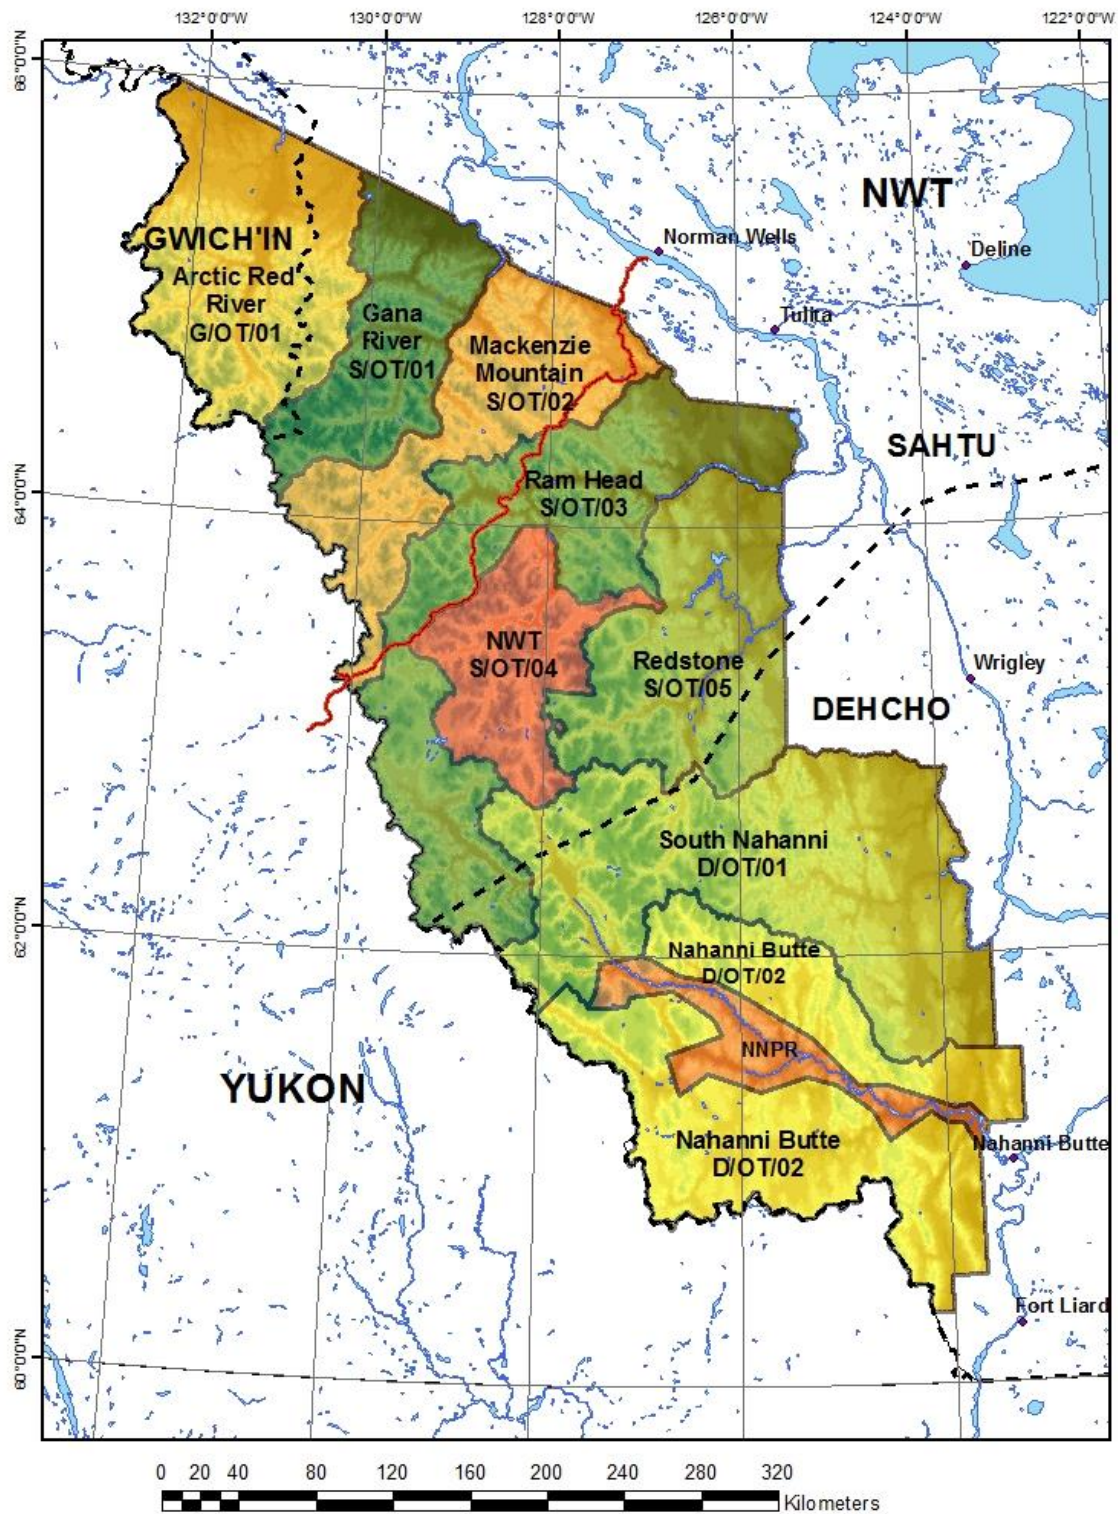 132°0'0"W 130°0'0"W 128°0'0"W 126°0'0"W 124°0'0"W 122°0'0"W
66°0'0"N
NWT
Norman Wells
Deline
GWICH'IN
Arctic Red
River
G/OT/01
Gana
River
S/OT/01
Tulita
Mackenzie
Mountain
S/OT/02
SAHTU
Ram Head
S/OT/03
64°0'0"N
NWT
S/OT/04
Redstone
S/OT/05
Wrigley
DEHCHO
South Nahanni
D/OT/01
62°0'0"N
Nahanni Butte
D/OT/02
NNPR
YUKON
Nahanni Butte
D/OT/02
Nahanni Butte
Fort Liard
60°0'0"N
0 20 40 80 120 160 200 240 280 320
Kilometers